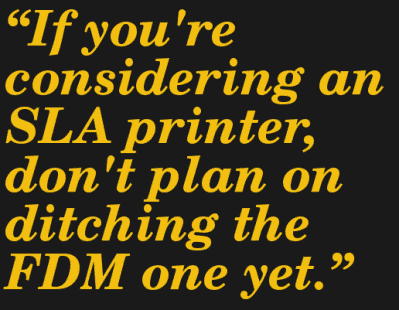 “If you're
considering an
SLA printer,
don't plan on
ditching the
FDM one yet.”